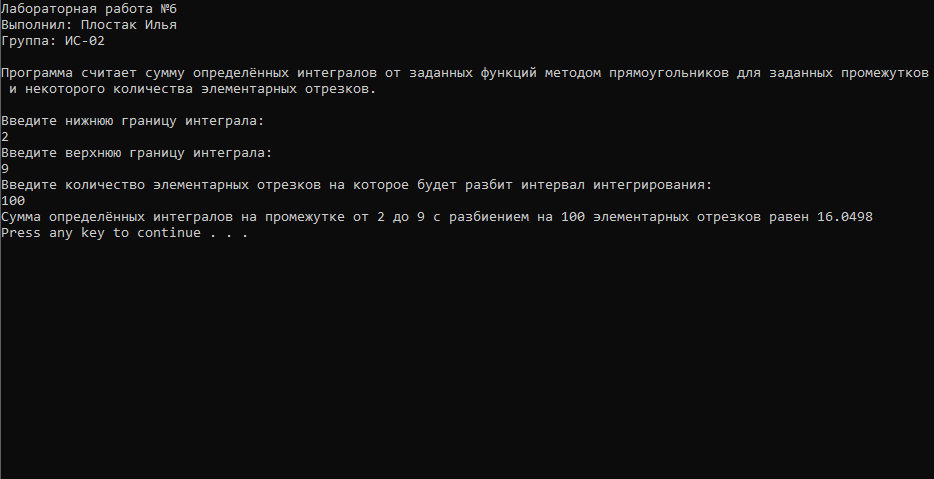 Лабораторная работа №6
Выполнил: Плостак Илья
Группа: ИС-02
Программа считает сумму определённых интегралов от заданных функций методом прямоугольников для заданных промежутков
и некоторого количества элементарных отрезков.
Введите нижнюю границу интеграла:
2
Введите верхнюю границу интеграла:
9
Введите количество элементарных отрезков на которое будет разбит интервал интегрирования:
100
Сумма определённых интегралов на промежутке от 2 до 9 с разбиением на 100 элементарных отрезков равен 16.0498
Press any key to continue . . .